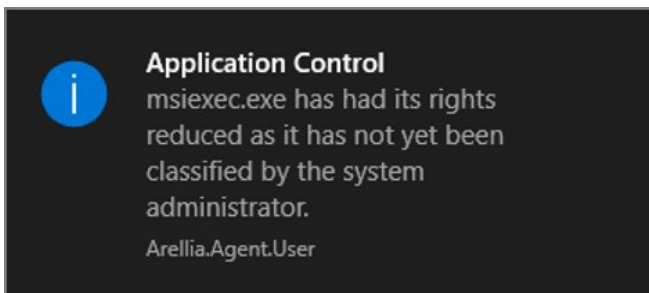 Application Control
msiexec.exe has had its rights
reduced as it has not yet been
classified by the system
administrator.
Arellia.Agent.User